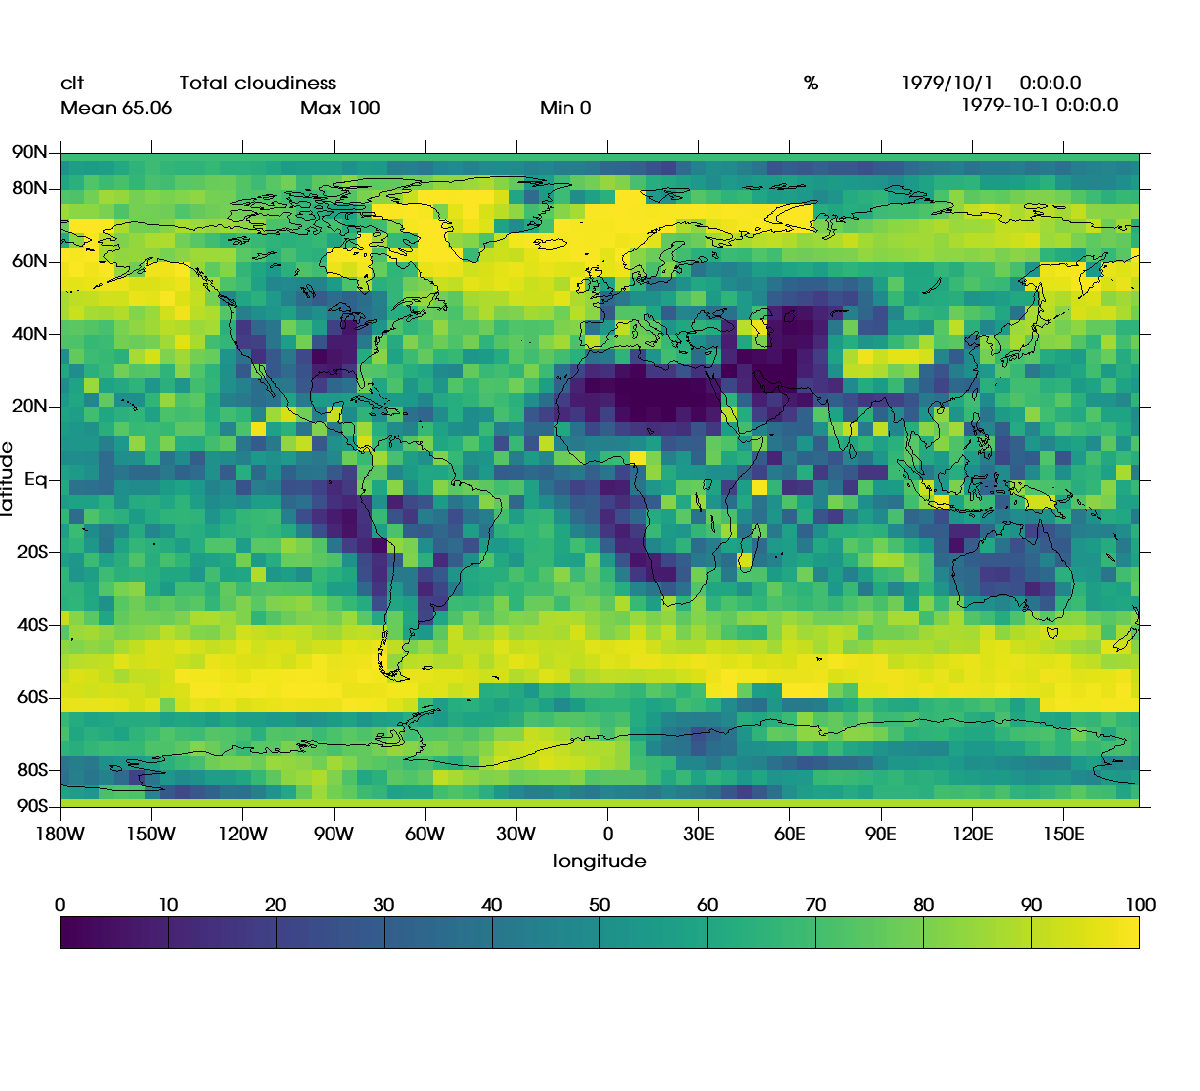 clt Total cloudiness % 1979/10/1 0:0:0.0
Mean 65.06 Max 100 Min 0 1979-10-1 0:0:0.0
90N
80N
60N
40N
20N
Eq
20S
40S
60S
80S
90S
latitude
180W 150W 120W 90W 60W 30W 0 30E 60E 90E 120E 150E
longitude
0 10 20 30 40 50 60 70 80 90 100